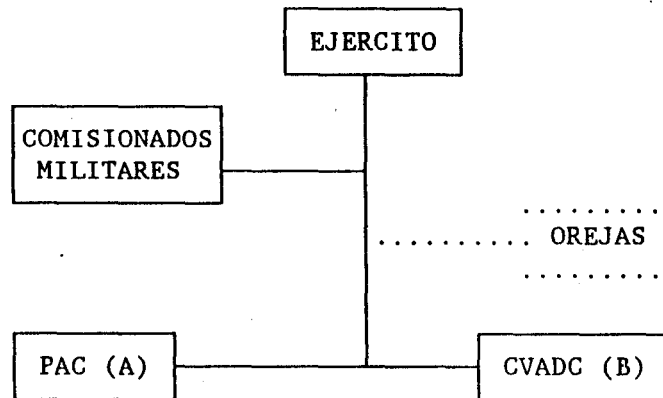 EJERCITO
COMISIONADOS
MILITARES
OREJAS
PAC (A)
CVADC (B)